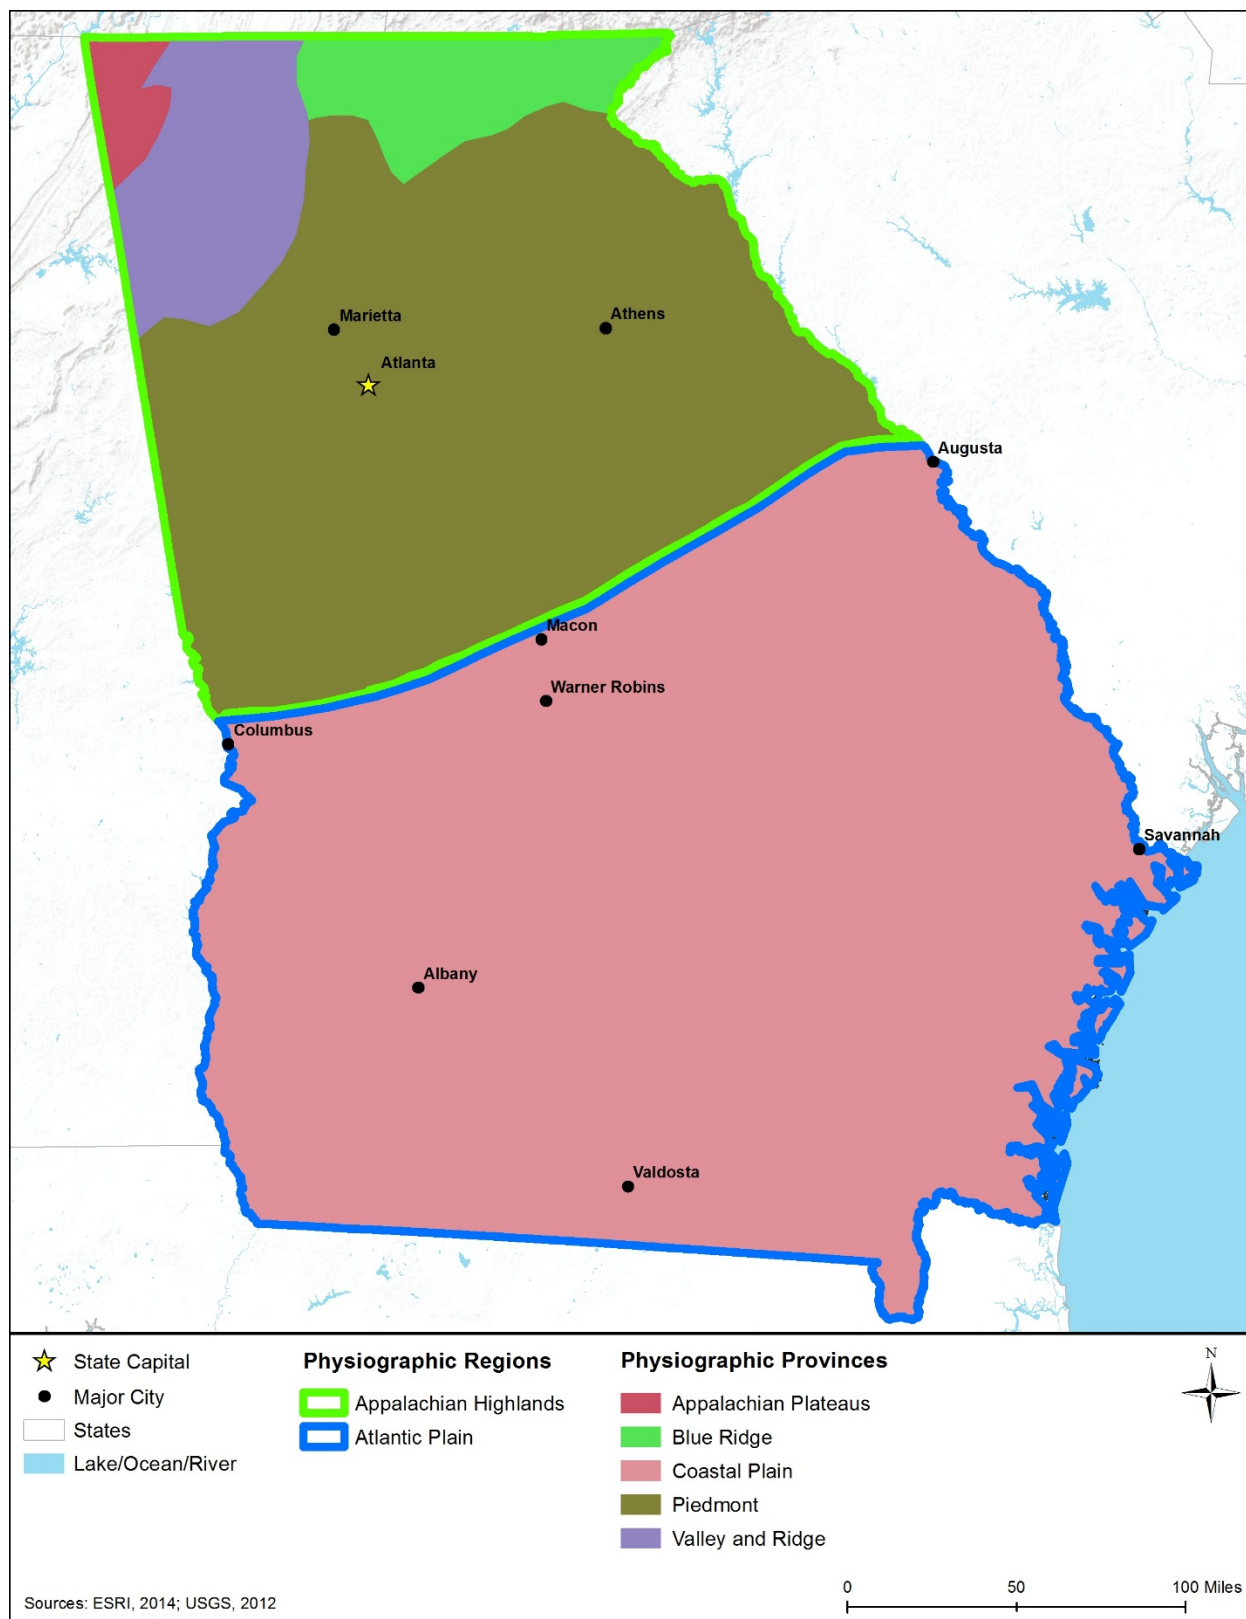 Marietta
Athens
Atlanta
Augusta
Macon
Warner Robins
Columbus
Savannah
Albany
Valdosta
State Capital
Major City
States
Lake/Ocean/River
Physiographic Regions
Appalachian Highlands
Atlantic Plain
Physiographic Provinces
Appalachian Plateaus
Blue Ridge
Coastal Plain
Piedmont
Valley and Ridge
N
0 50 100 Miles
Sources: ESRI, 2014; USGS, 2012